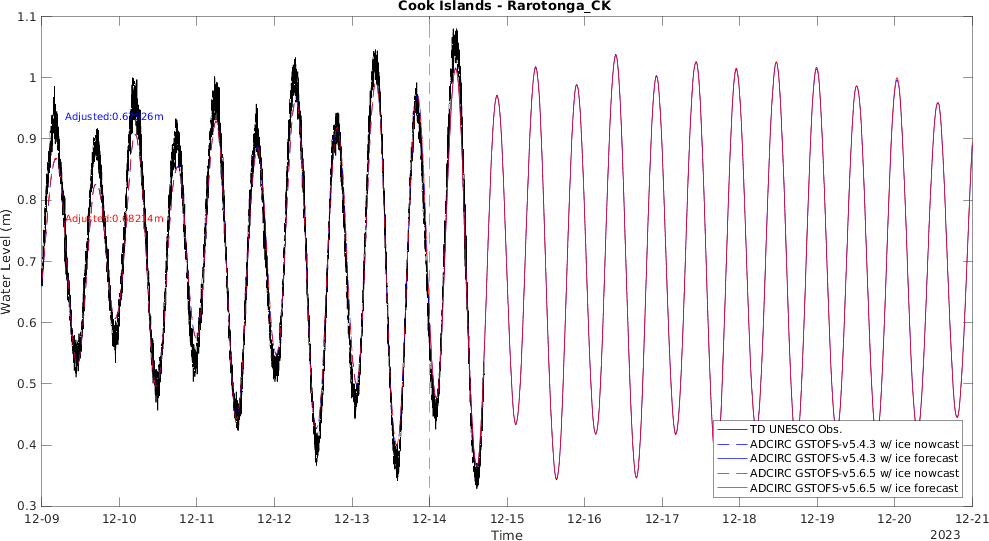 Cook Islands - Rarotonga_CK
Water Level (m)
1.1
1
0.9
0.8
0.7
0.6
0.5
0.4
0.3
Adjusted:0.68214m
TD UNESCO Obs.
ADCIRC GSTOFS-v5.4.3 w/ ice nowcast
ADCIRC GSTOFS-v5.4.3 w/ ice forecast
ADCIRC GSTOFS-v5.6.5 w/ ice nowcast
ADCIRC GSTOFS-v5.6.5 w/ ice forecast
12-09 12-10 12-11 12-12 12-13 12-14 12-15 12-16 12-17 12-18 12-19 12-20 12-21
Time
2023